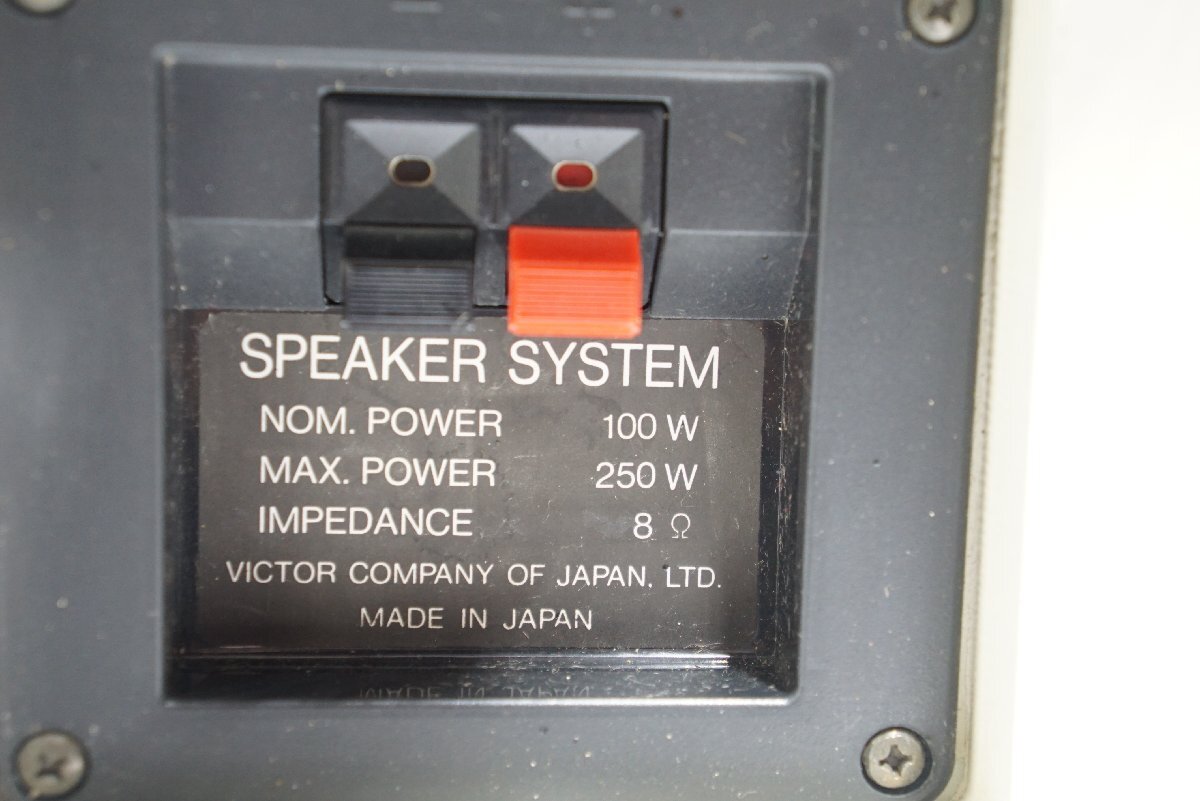 SPEAKER SYSTEM
NOM. POWER 100 W
MAX. POWER 250 W
IMPEDANCE 8 Ω
VICTOR COMPANY OF JAPAN, LTD.
MADE IN JAPAN